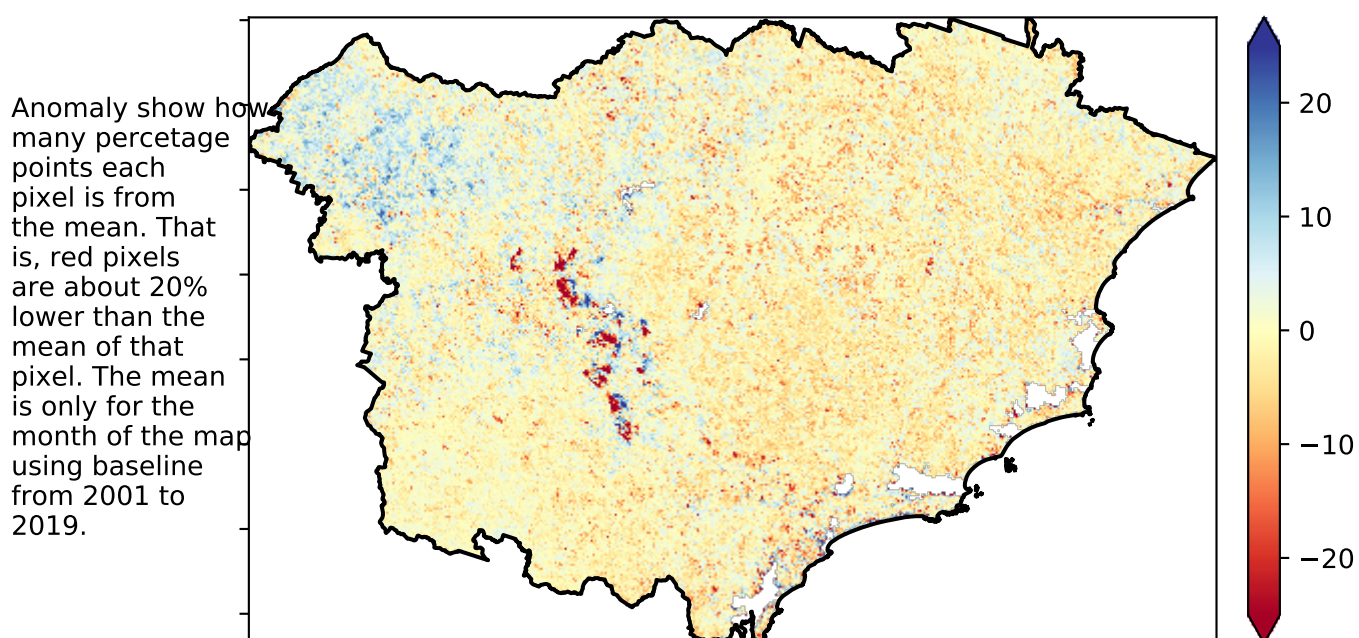 Anomaly show how
many percetage
points each
pixel is from
the mean. That
is, red pixels
are about 20%
lower than the
mean of that
pixel. The mean
is only for the
month of the map
using baseline
from 2001 to
2019.
20
10
0
−10
−20